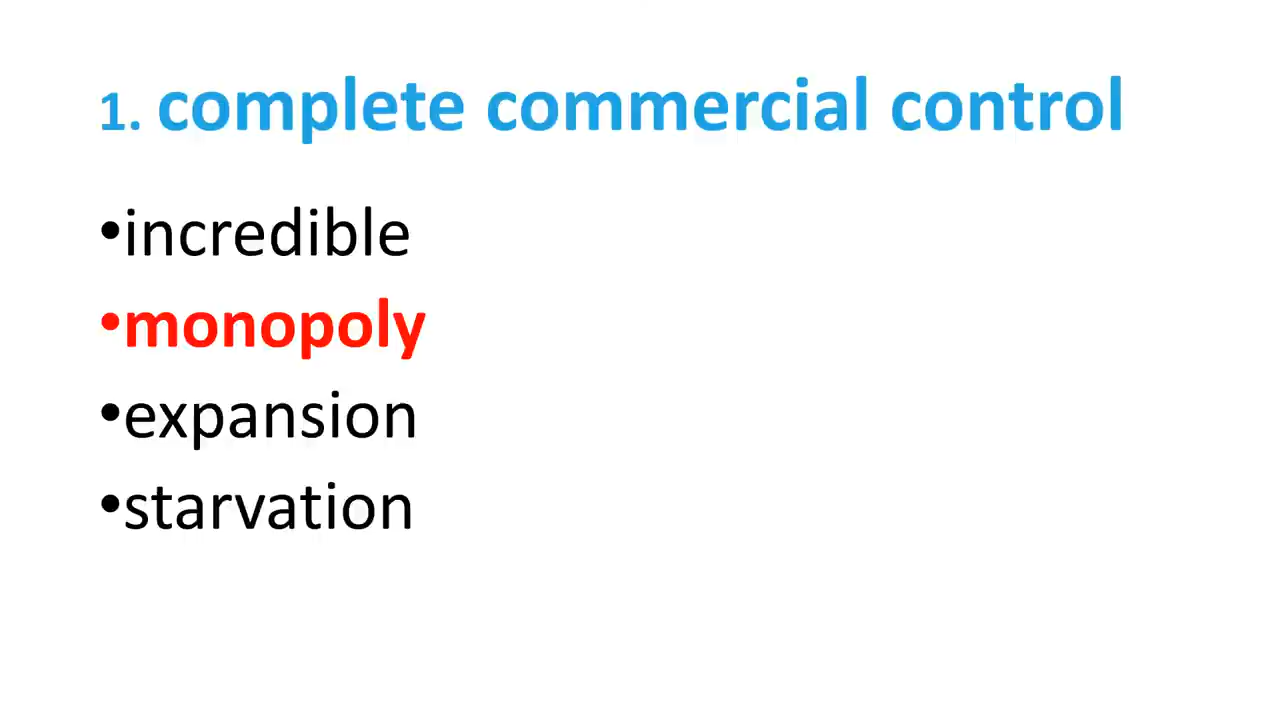 1. complete commercial control
•incredible
•monopoly
•expansion
•starvation